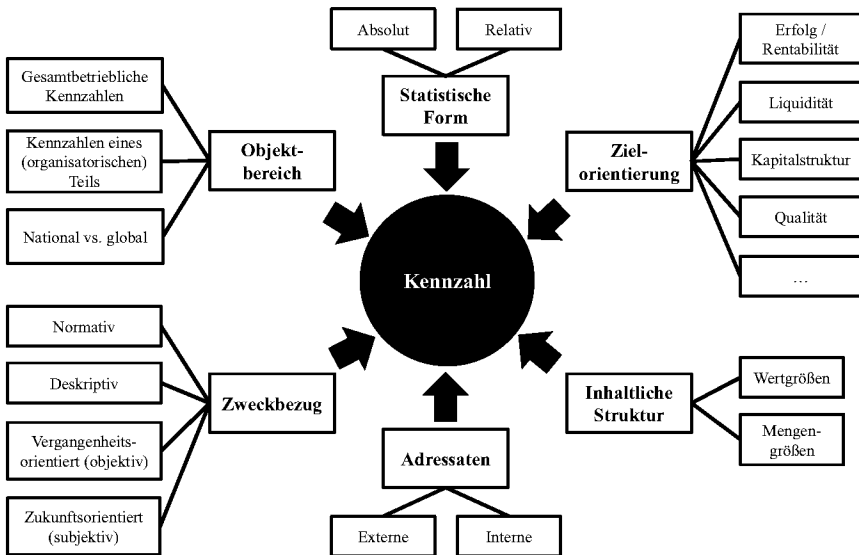 Absolut
Relativ
Statistische
Form
Gesamtbetriebliche
Kennzahlen
Kennzahlen eines
(organisatorischen)
Teils
National vs. global
Objekt-
bereich
Erfolg /
Rentabilität
Liquidität
Kapitalstruktur
Qualität
...
Ziel-
orientierung
Kennzahl
Normativ
Deskriptiv
Vergangenheits-
orientiert (objektiv)
Zukunftsorientiert
(subjektiv)
Zweckbezug
Adressaten
Externe
Interne
Inhaltliche
Struktur
Wertgrößen
Mengen-
größen